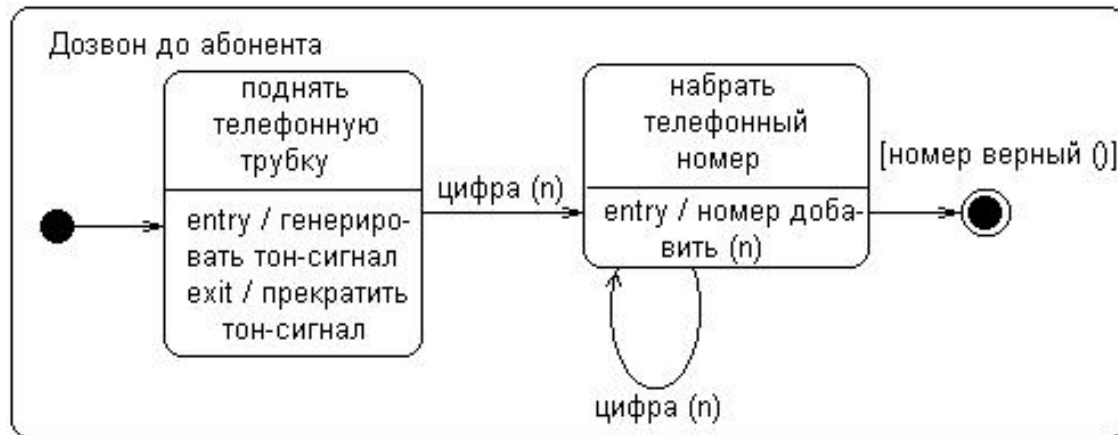 Дозвон до абонента
поднять
телефонную
трубку
entry / генериро-
вать тон-сигнал
exit / прекратить
тон-сигнал
цифра (n)
набрать
телефонный
номер
entry / номер доба-
вить (n)
цифра (n)
[номер верный ()]